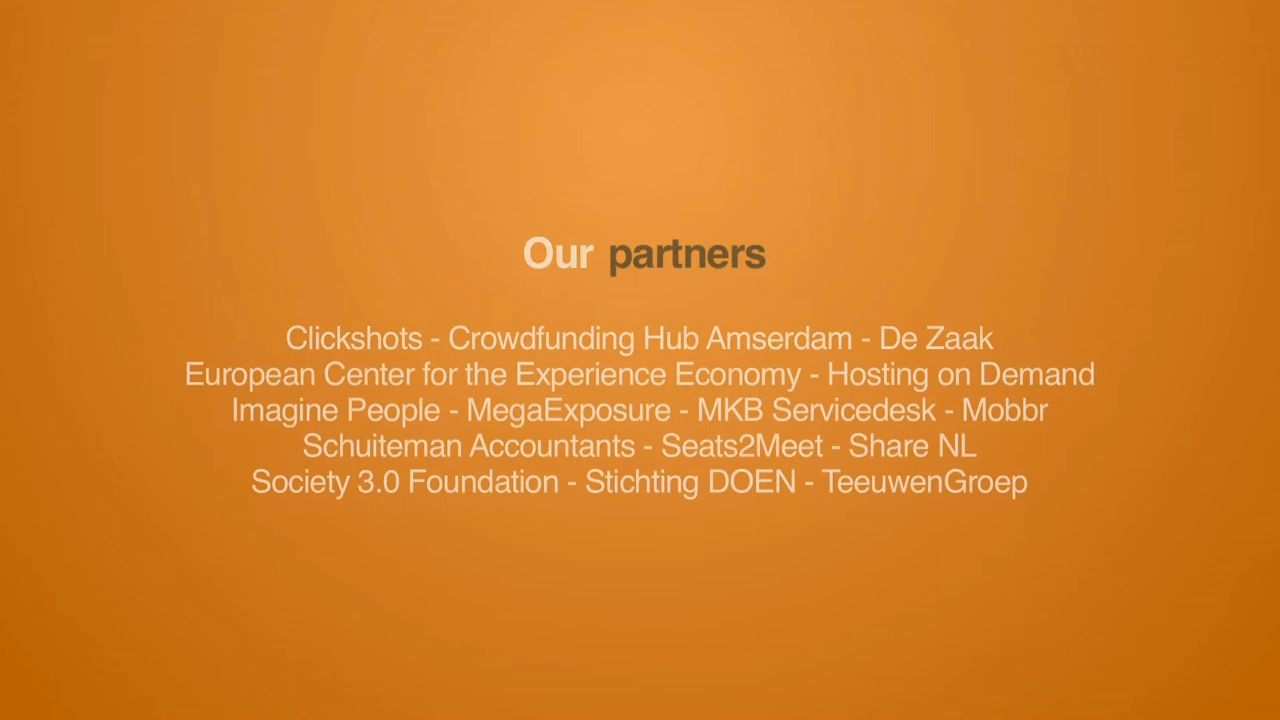 Our partners
Clickshots - Crowdfunding Hub Amserdam - De Zaak
European Center for the Experience Economy - Hosting on Demand
Imagine People - MegaExposure - MKB Servicedesk - Mobbr
Schuiteman Accountants - Seats2Meet - Share NL
Society 3.0 Foundation - Stichting DOEN - TeeuwenGroep